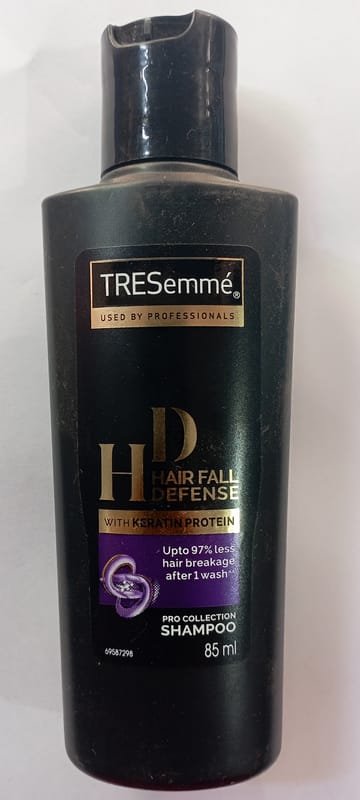 TRESemmé®
USED BY PROFESSIONALS
HD
HAIR FALL
DEFENSE
WITH KERATIN PROTEIN
Upto 97% less
hair breakage
after 1 wash**
PRO COLLECTION
SHAMPOO
85 ml
69587298